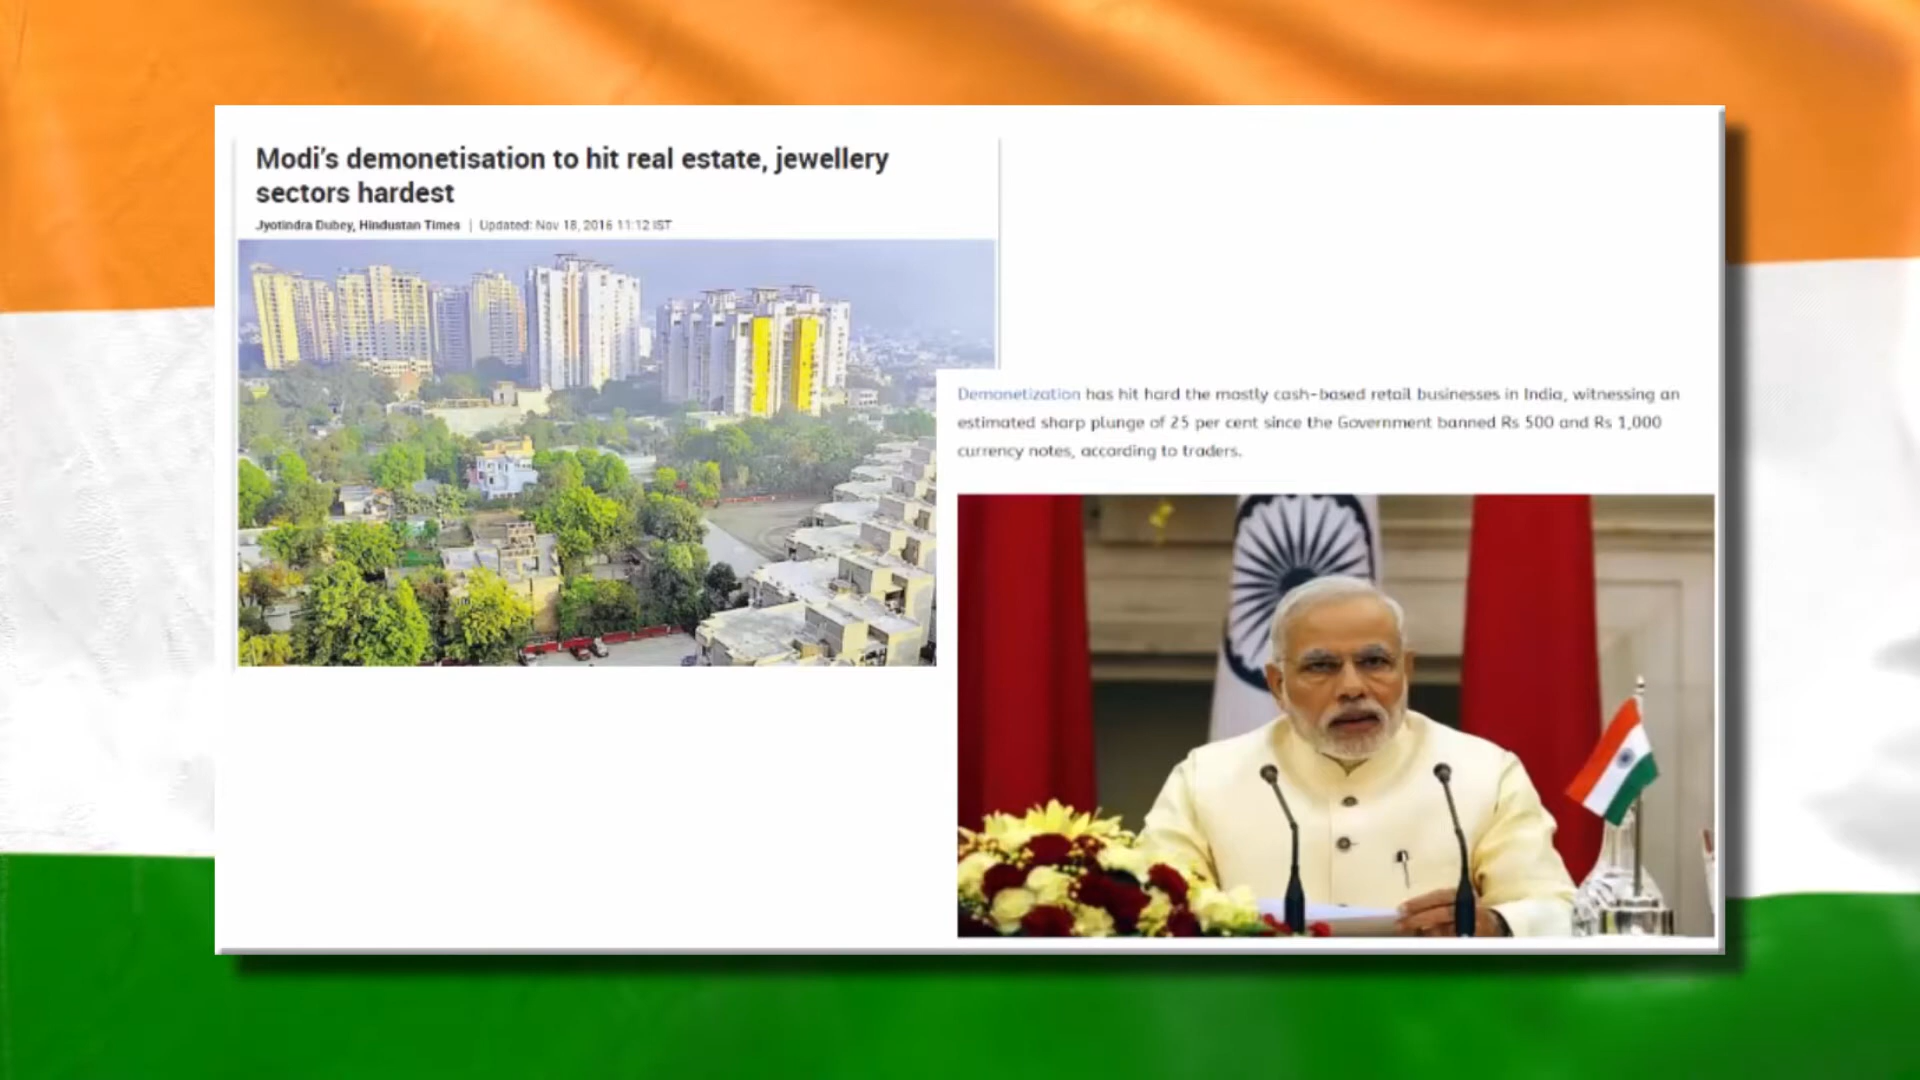 Modi's demonetisation to hit real estate, jewellery
sectors hardest
Jyotindra Dubey, Hindustan Times | Updated: Nov 18, 2016 11:12 IST
Demonetization has hit hard the mostly cash-based retail businesses in India, witnessing an
estimated sharp plunge of 25 per cent since the Government banned Rs 500 and Rs 1,000
currency notes, according to traders.